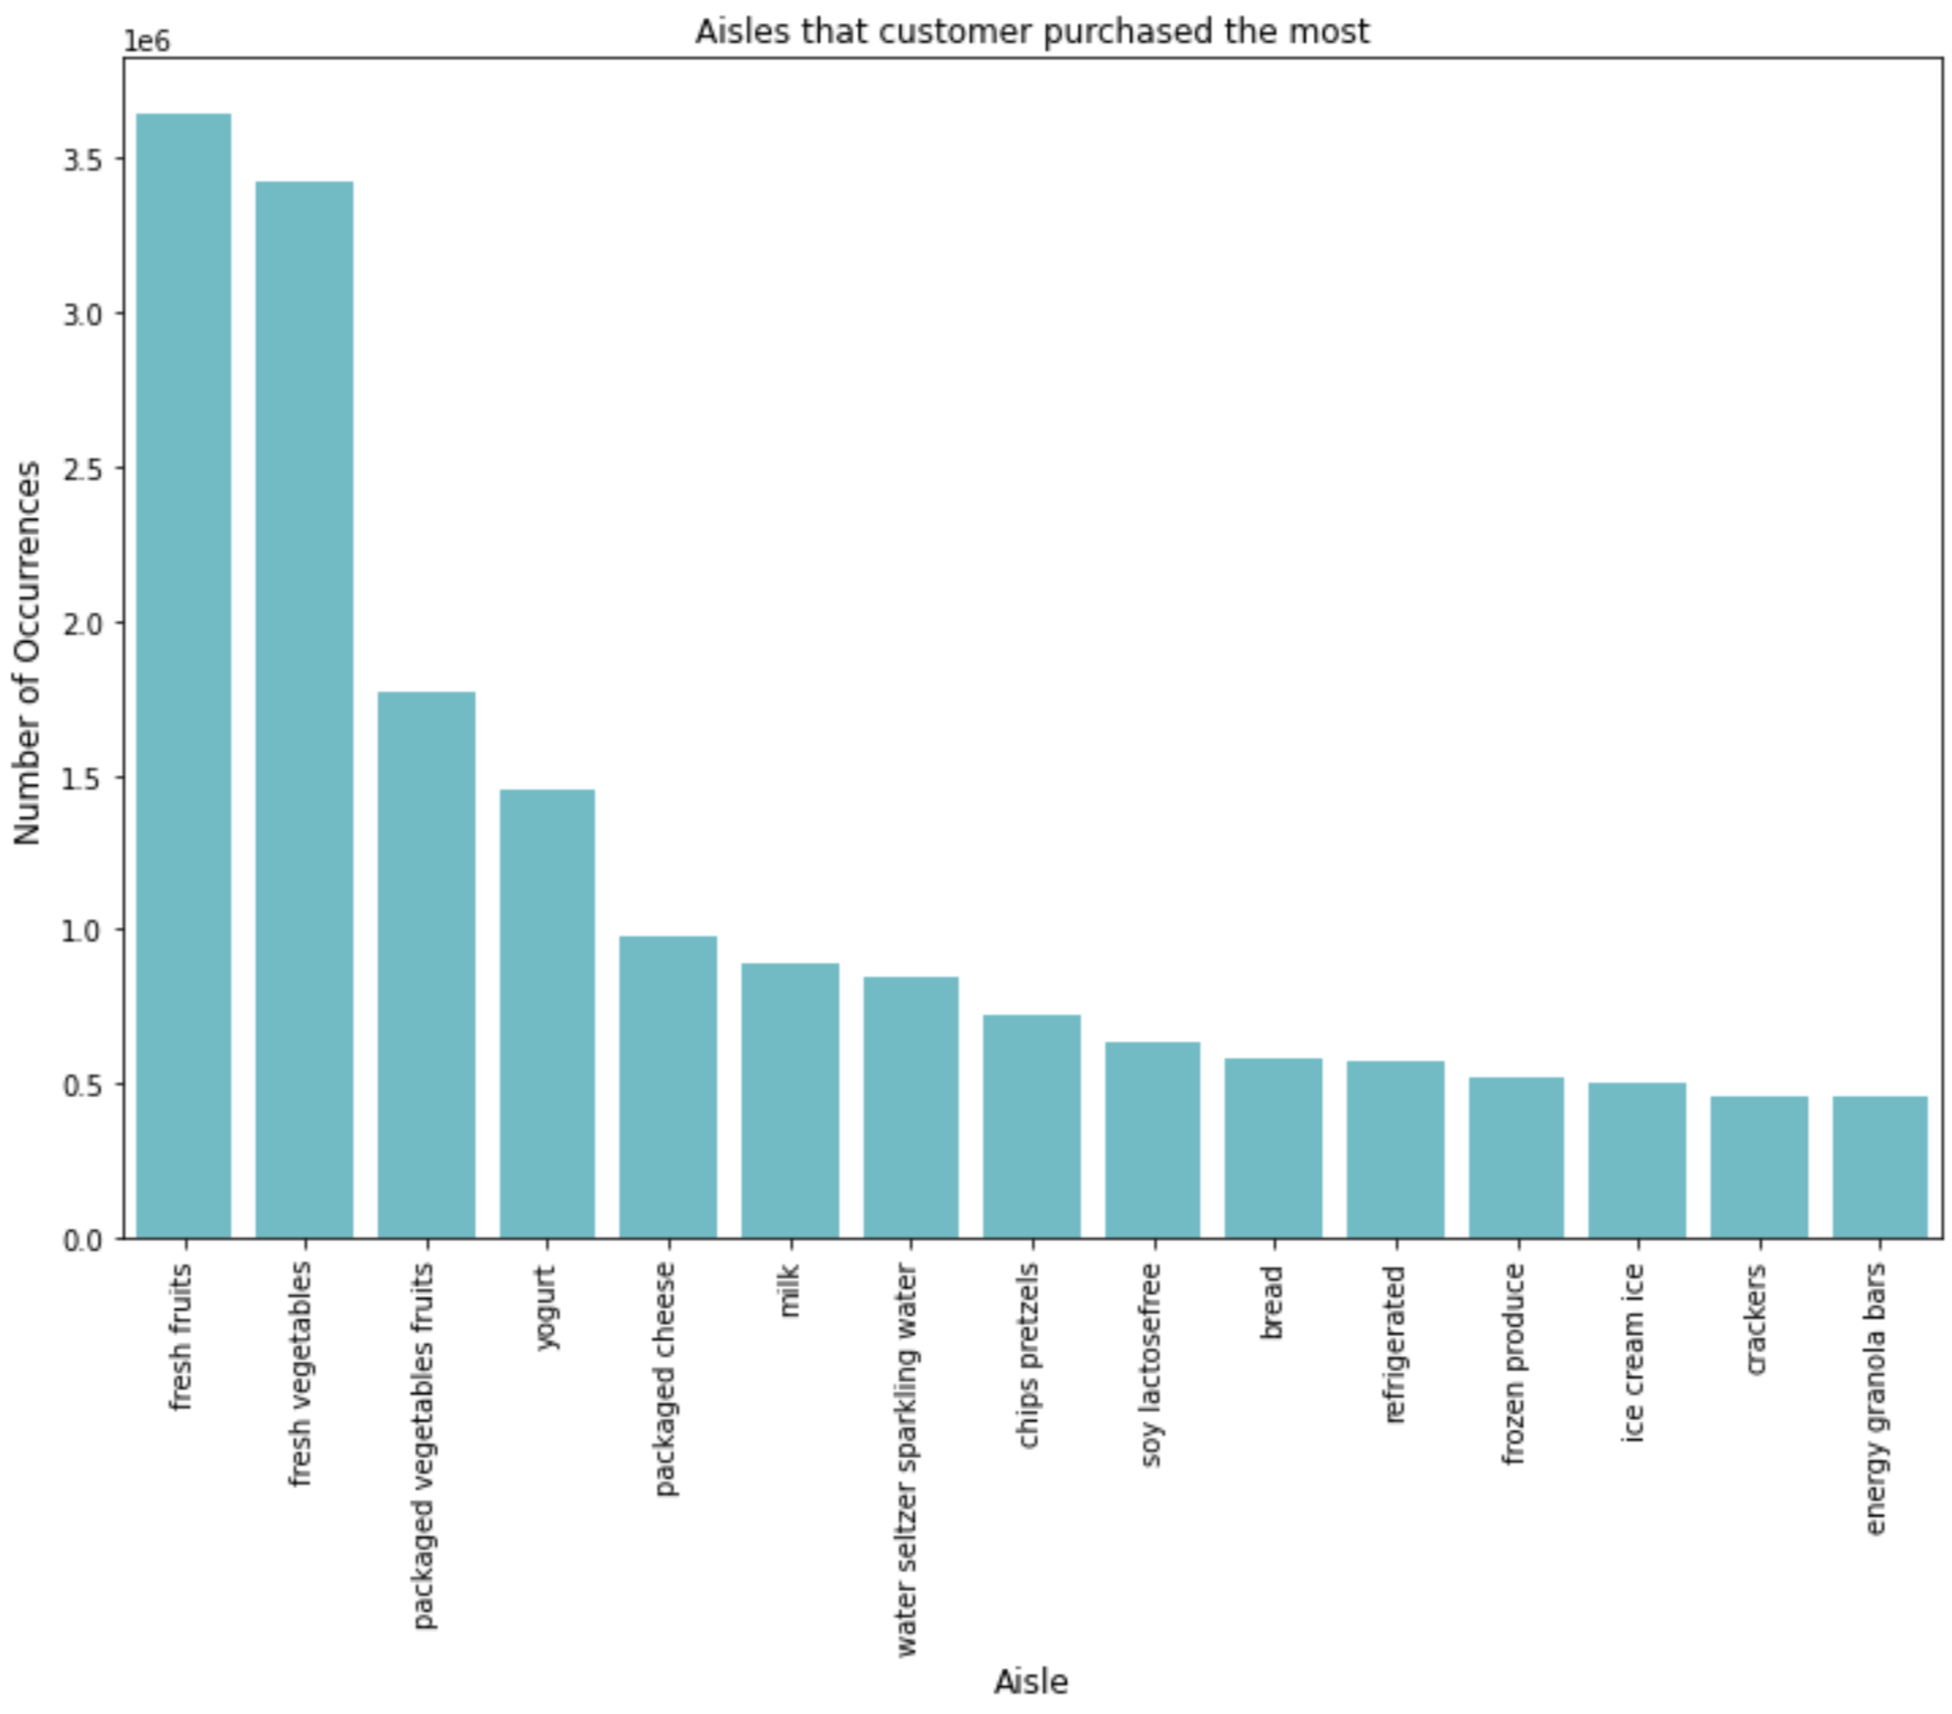 Aisles that customer purchased the most
1e6
3.5
3.0
2.5
2.0
1.5
1.0
0.5
0.0
Number of Occurrences
fresh fruits
fresh vegetables
packaged vegetables fruits
yogurt
packaged cheese
milk
water seltzer sparkling water
chips pretzels
soy lactosefree
bread
refrigerated
frozen produce
ice cream ice
crackers
energy granola bars
Aisle